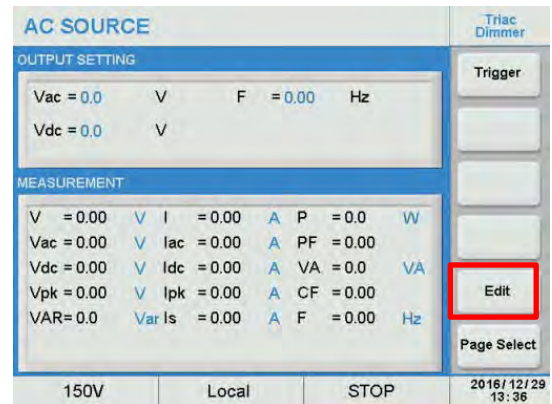 AC SOURCE
Triac
Dimmer
OUTPUT SETTING
Vac = 0.0 V F = 0.00 Hz
Vdc = 0.0 V
Trigger
MEASUREMENT
V = 0.00 V I = 0.00 A P = 0.0 W
Vac = 0.00 V Iac = 0.00 A PF = 0.00
Vdc = 0.00 V Idc = 0.00 A VA = 0.0 VA
Vpk = 0.00 V Ipk = 0.00 A CF = 0.00
VAR= 0.0 Var Is = 0.00 A F = 0.00 Hz
Edit
Page Select
150V Local STOP 2016/12/29
13:36